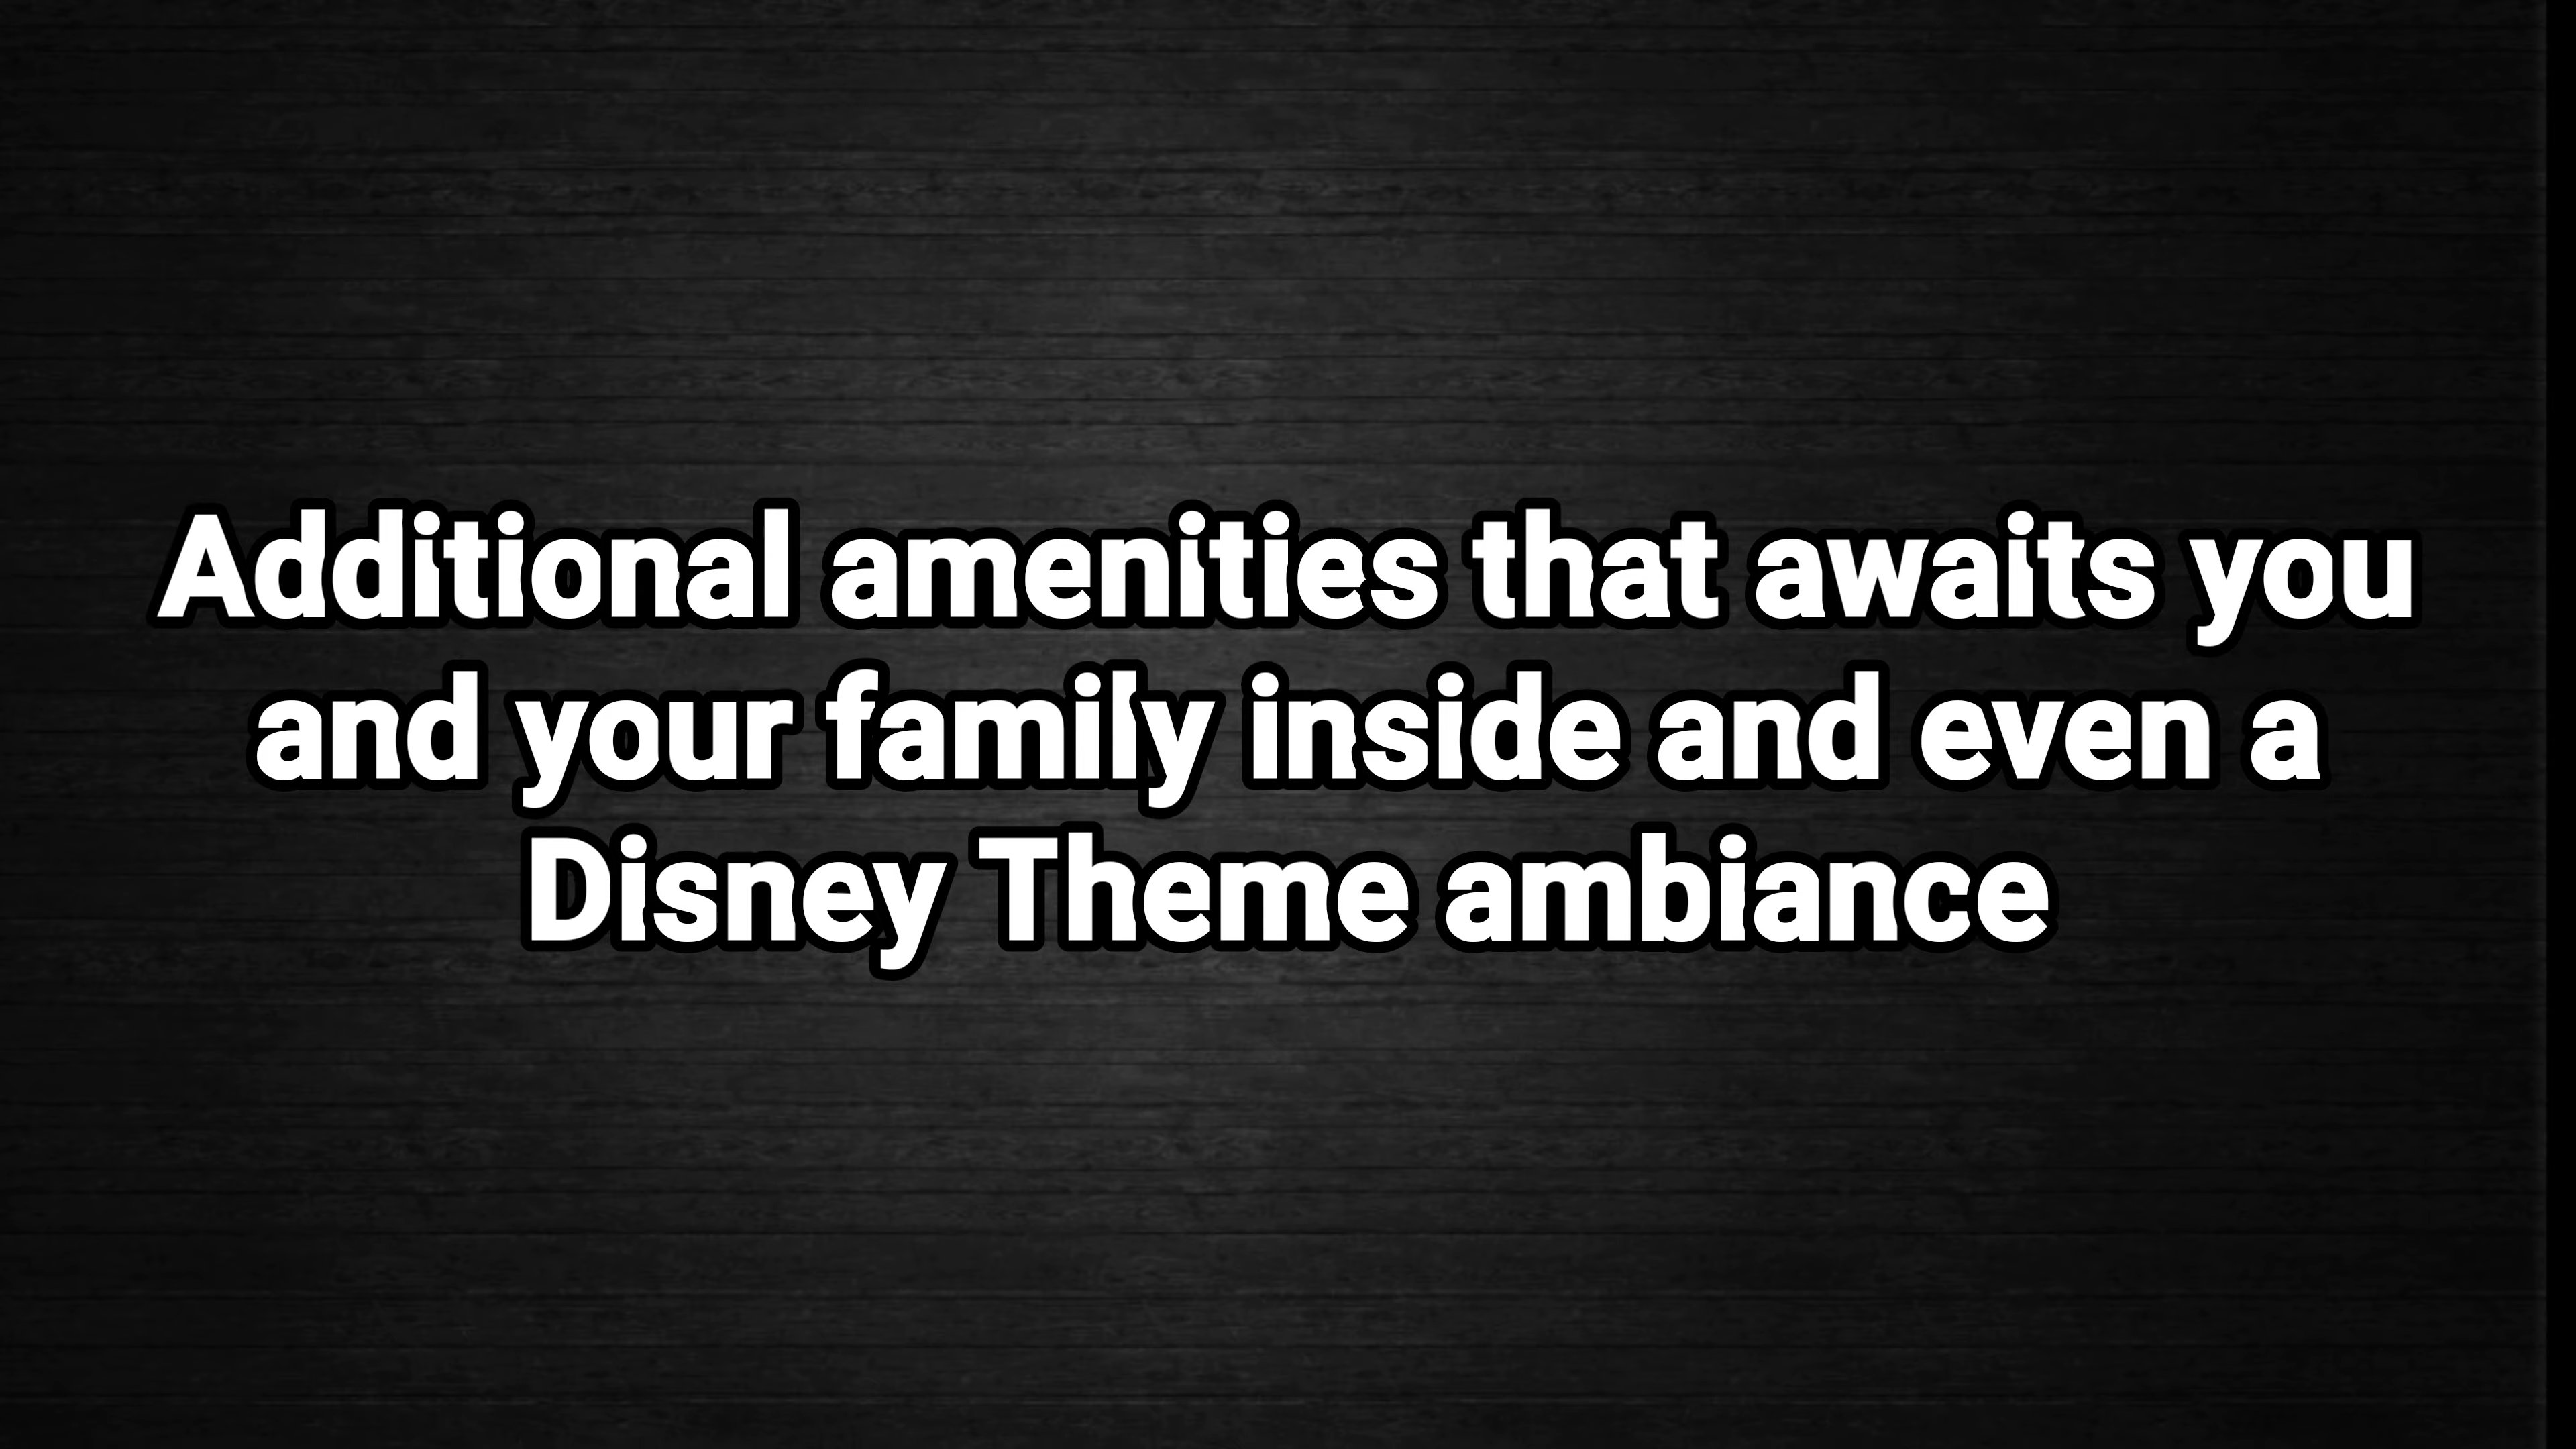 Additional amenities that awaits you
and your family inside and even a
Disney Theme ambiance